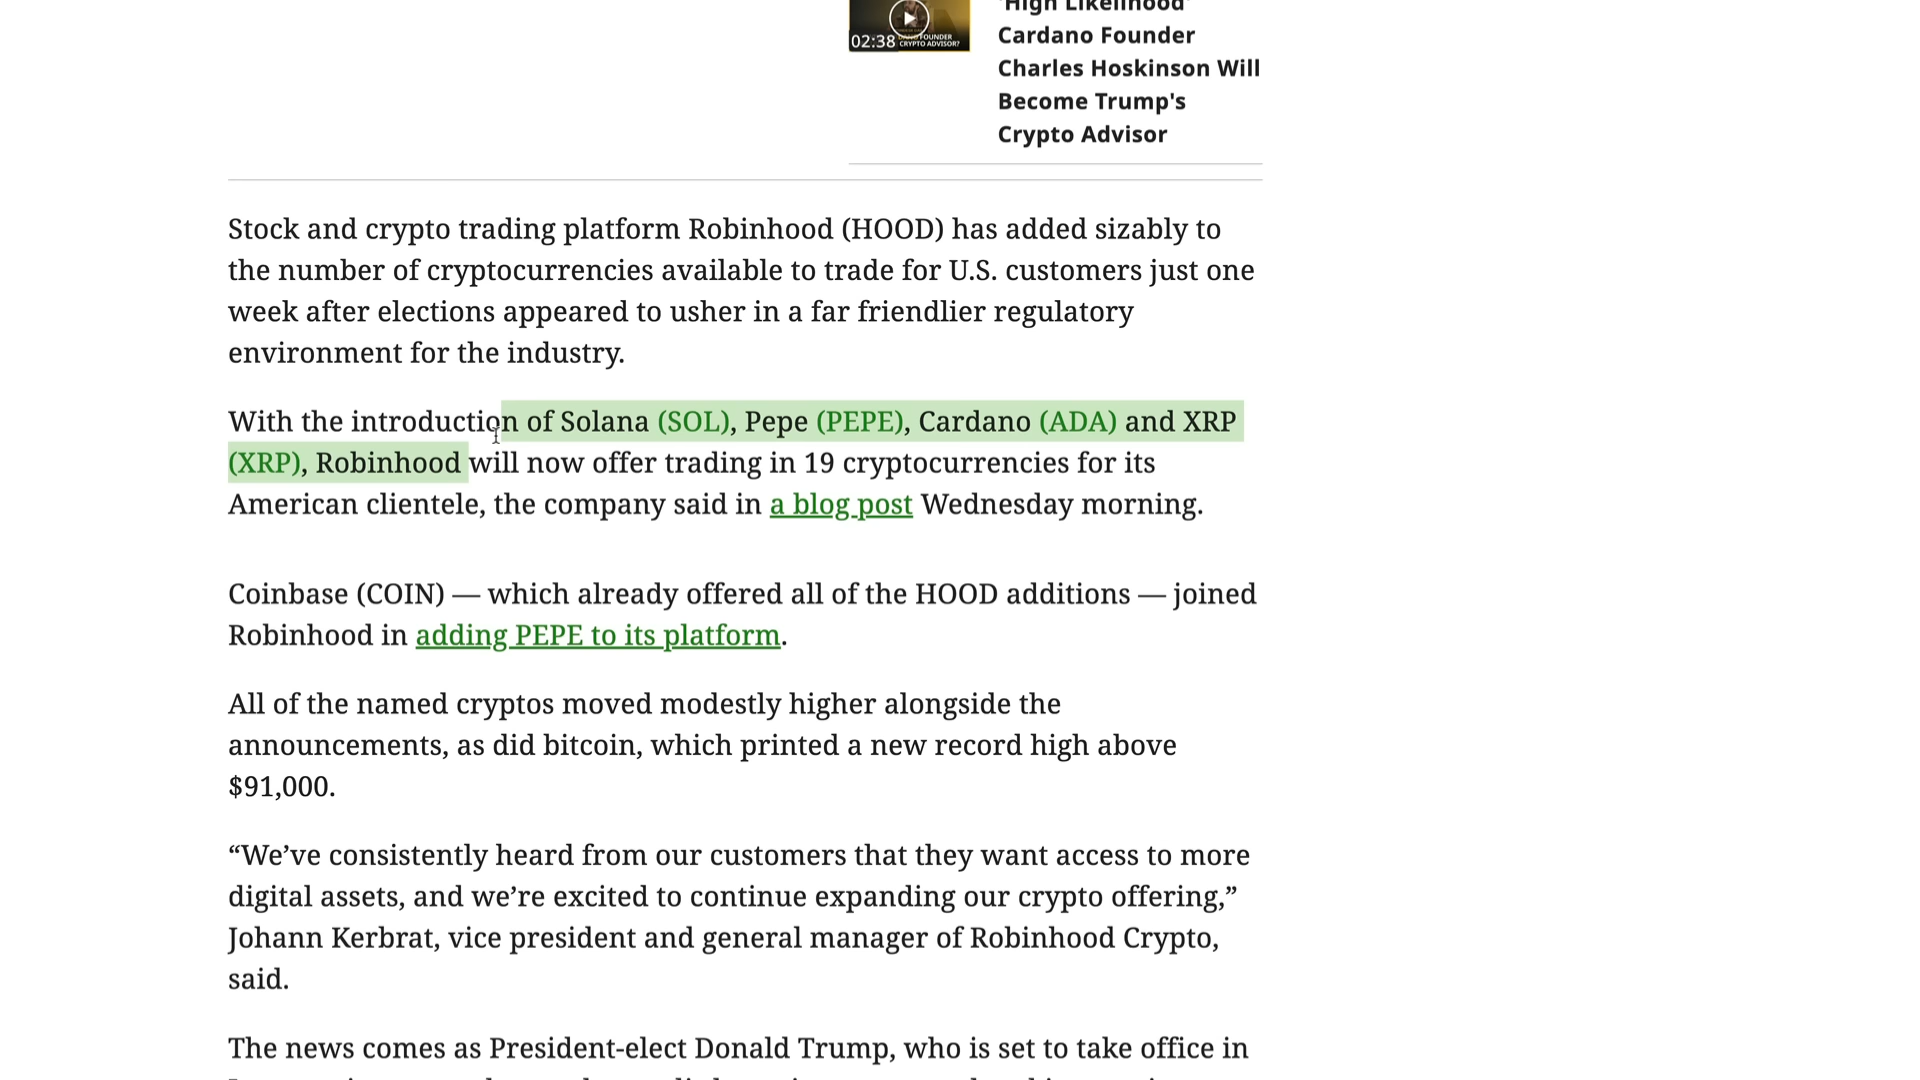 'High Likelihood'
Cardano Founder
Charles Hoskinson Will
Become Trump's
Crypto Advisor
02:38
FOUNDER
CRYPTO ADVISOR?
Stock and crypto trading platform Robinhood (HOOD) has added sizably to
the number of cryptocurrencies available to trade for U.S. customers just one
week after elections appeared to usher in a far friendlier regulatory
environment for the industry.
With the introduction of Solana (SOL), Pepe (PEPE), Cardano (ADA) and XRP
(XRP), Robinhood will now offer trading in 19 cryptocurrencies for its
American clientele, the company said in a blog post Wednesday morning.
Coinbase (COIN) — which already offered all of the HOOD additions — joined
Robinhood in adding PEPE to its platform.
All of the named cryptos moved modestly higher alongside the
announcements, as did bitcoin, which printed a new record high above
$91,000.
“We’ve consistently heard from our customers that they want access to more
digital assets, and we’re excited to continue expanding our crypto offering,”
Johann Kerbrat, vice president and general manager of Robinhood Crypto,
said.
The news comes as President-elect Donald Trump, who is set to take office in